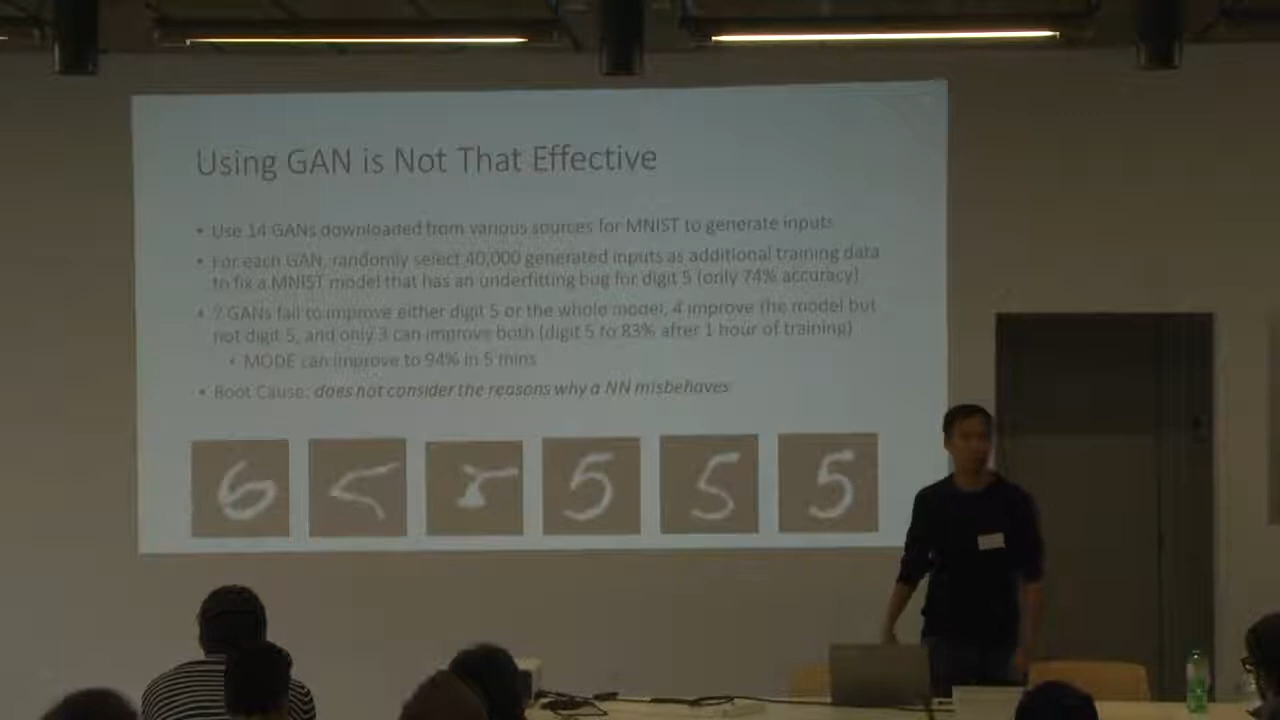 Using GAN is Not That Effective
• Use 14 GANs downloaded from various sources for MNIST to generate inputs
• For each GAN, randomly select 40,000 generated inputs as additional training data
to fix a MNIST model that has an underfitting bug for digit 5 (only 74% accuracy)
• 7 GANs fail to improve either digit 5 or the whole model, 4 improve the model but
not digit 5, and only 3 can improve both (digit 5 to 83% after 1 hour of training)
• MODE can improve to 94% in 5 mins
• Root Cause: does not consider the reasons why a NN misbehaves
6 5 5 5